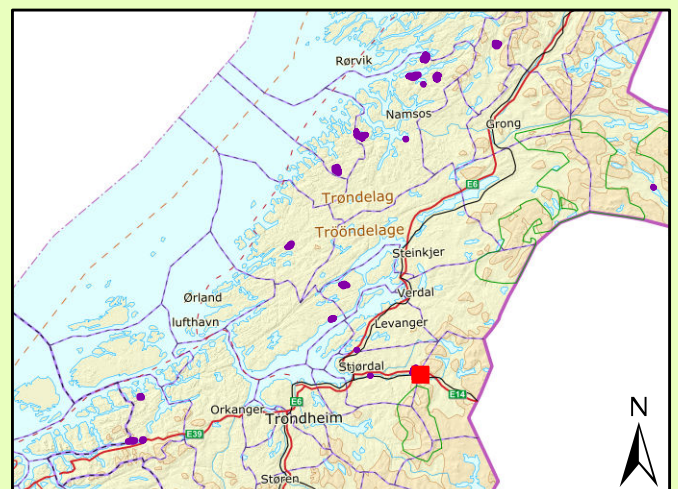 Rørvik
Namsos
Grong
Trøndelag
E6
Trööndelage
Steinkjer
Ørland
lufthavn
Verdal
Levanger
Stjørdal
E14
Orkanger
E6
Trondheim
E39
Støren
N